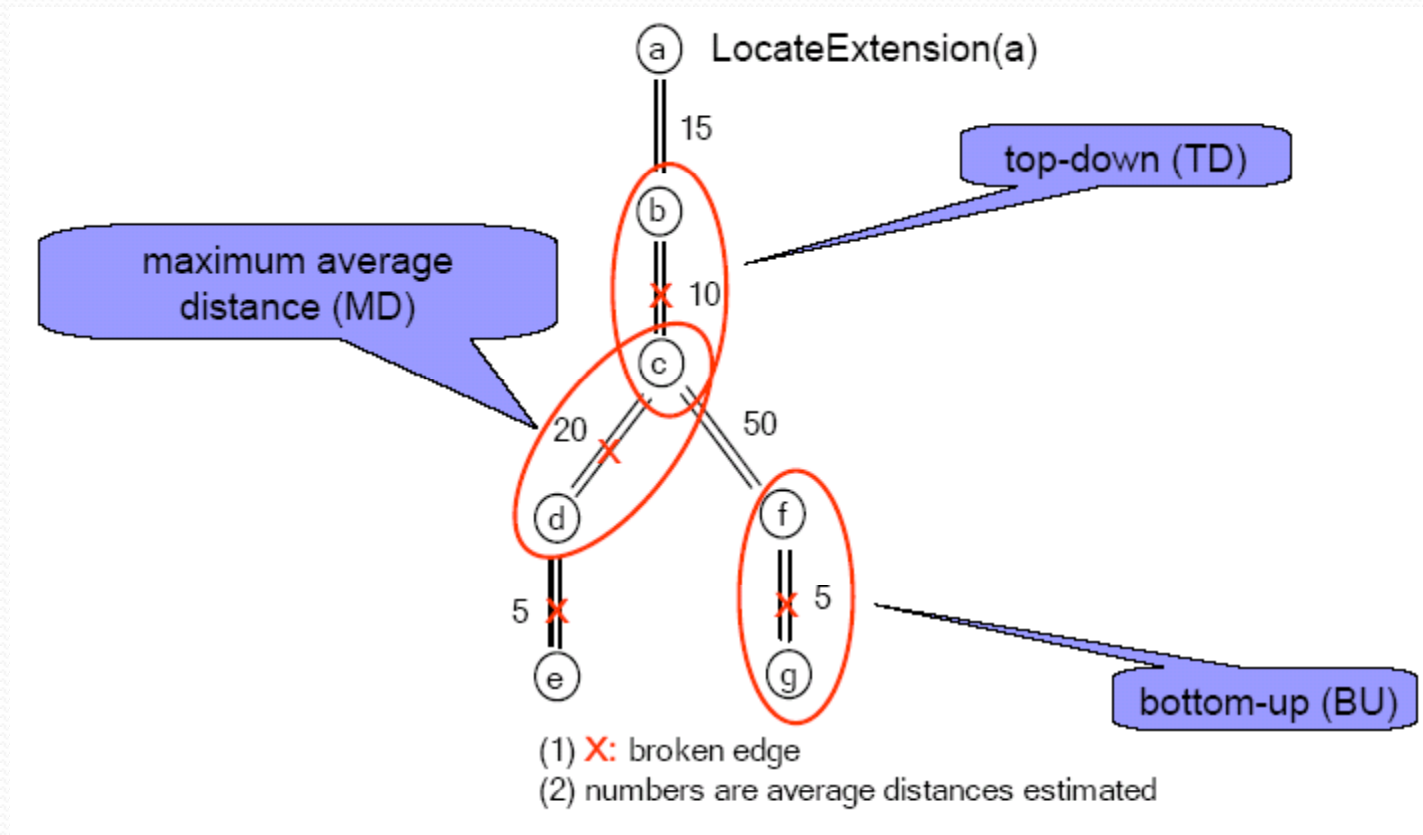 a LocateExtension(a)
15
top-down (TD)
b
maximum average
distance (MD)
X 10
c
20
50
X
d
f
5 X
X 5
e
g
bottom-up (BU)
(1) X: broken edge
(2) numbers are average distances estimated